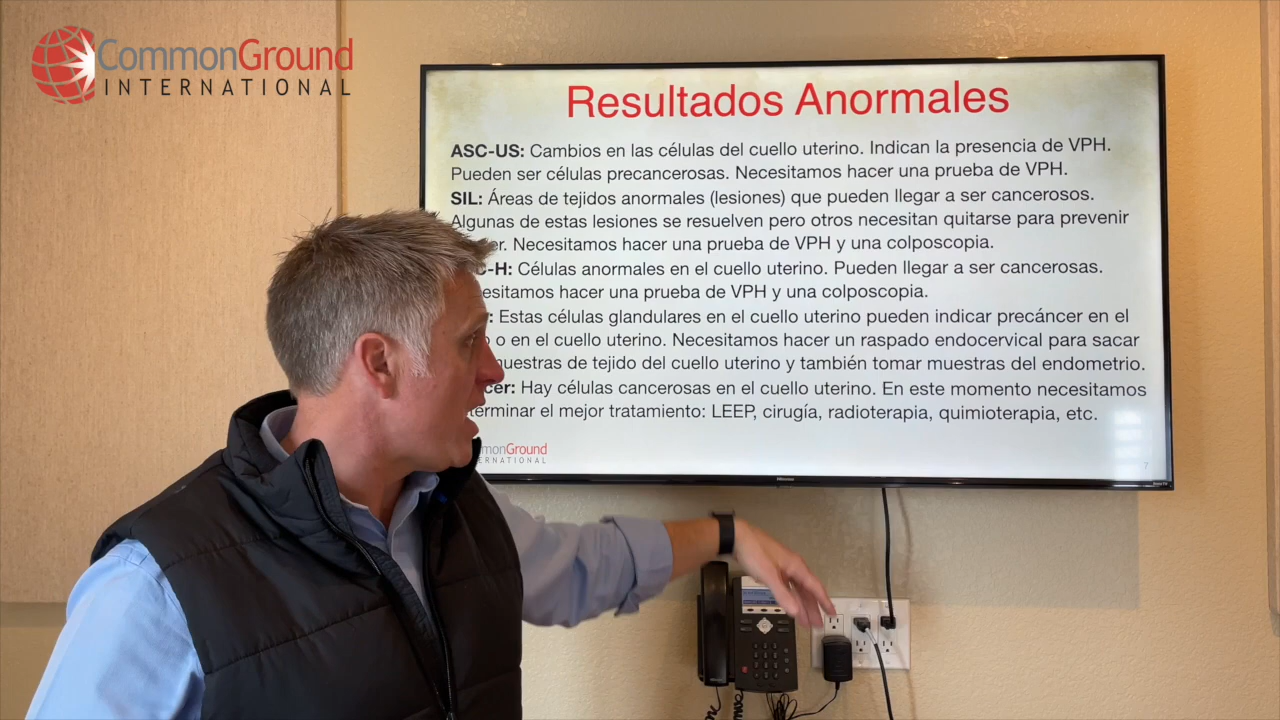 CommonGround
INTERNATIONAL
Resultados Anormales
ASC-US: Cambios en las células del cuello uterino. Indican la presencia de VPH.
Pueden ser células precancerosas. Necesitamos hacer una prueba de VPH.
SIL: Áreas de tejidos anormales (lesiones) que pueden llegar a ser cancerosos.
Algunas de estas lesiones se resuelven pero otros necesitan quitarse para prevenir
Necesitamos hacer una prueba de VPH y una colposcopia.
-H: Células anormales en el cuello uterino. Pueden llegar a ser cancerosas.
hacer una prueba de VPH y una colposcopia.
: Estas células glandulares en el cuello uterino pueden indicar precáncer en el
o en el cuello uterino. Necesitamos hacer un raspado endocervical para sacar
de tejido del cuello uterino y también tomar muestras del endometrio.
Hay células cancerosas en el cuello uterino. En este momento necesitamos
el mejor tratamiento: LEEP, cirugía, radioterapia, quimioterapia, etc.
monGround
ERNATIONAL
7
Hisense